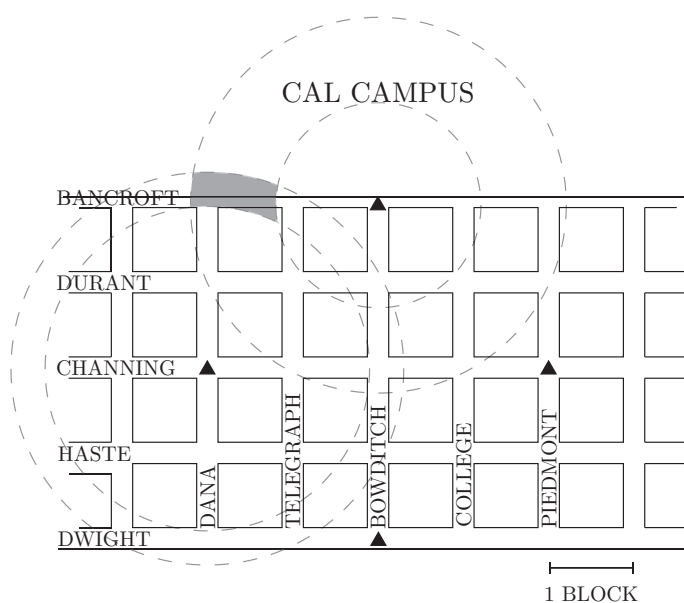 CAL CAMPUS
BANCROFT
DURANT
CHANNING
HASTE
DWIGHT
DANA
TELEGRAPH
BOWDITCH
COLLEGE
PIEDMONT
1 BLOCK